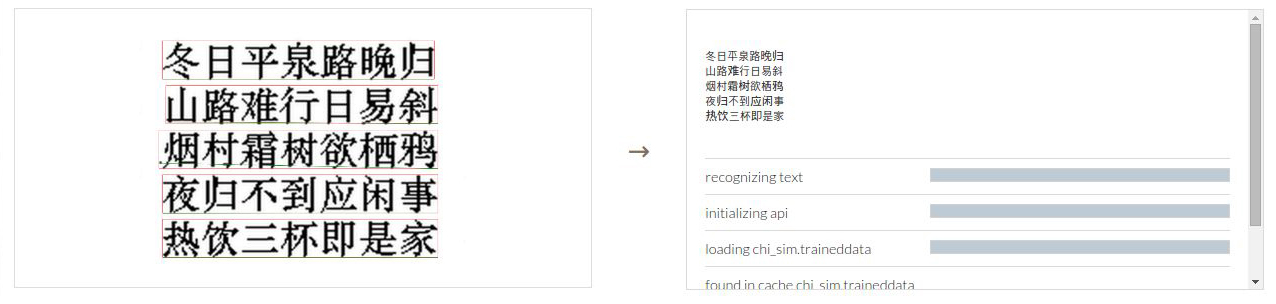 冬日平泉路晚归
山路难行日易斜
烟村霜树欲栖鸦
夜归不到应闲事
热饮三杯即是家
→
冬日平泉路晚归
山路难行日易斜
烟村霜树欲栖鸦
夜归不到应闲事
热饮三杯即是家
recognizing text
initializing api
loading chi_sim.traineddata
found in cache chi_sim.traineddata